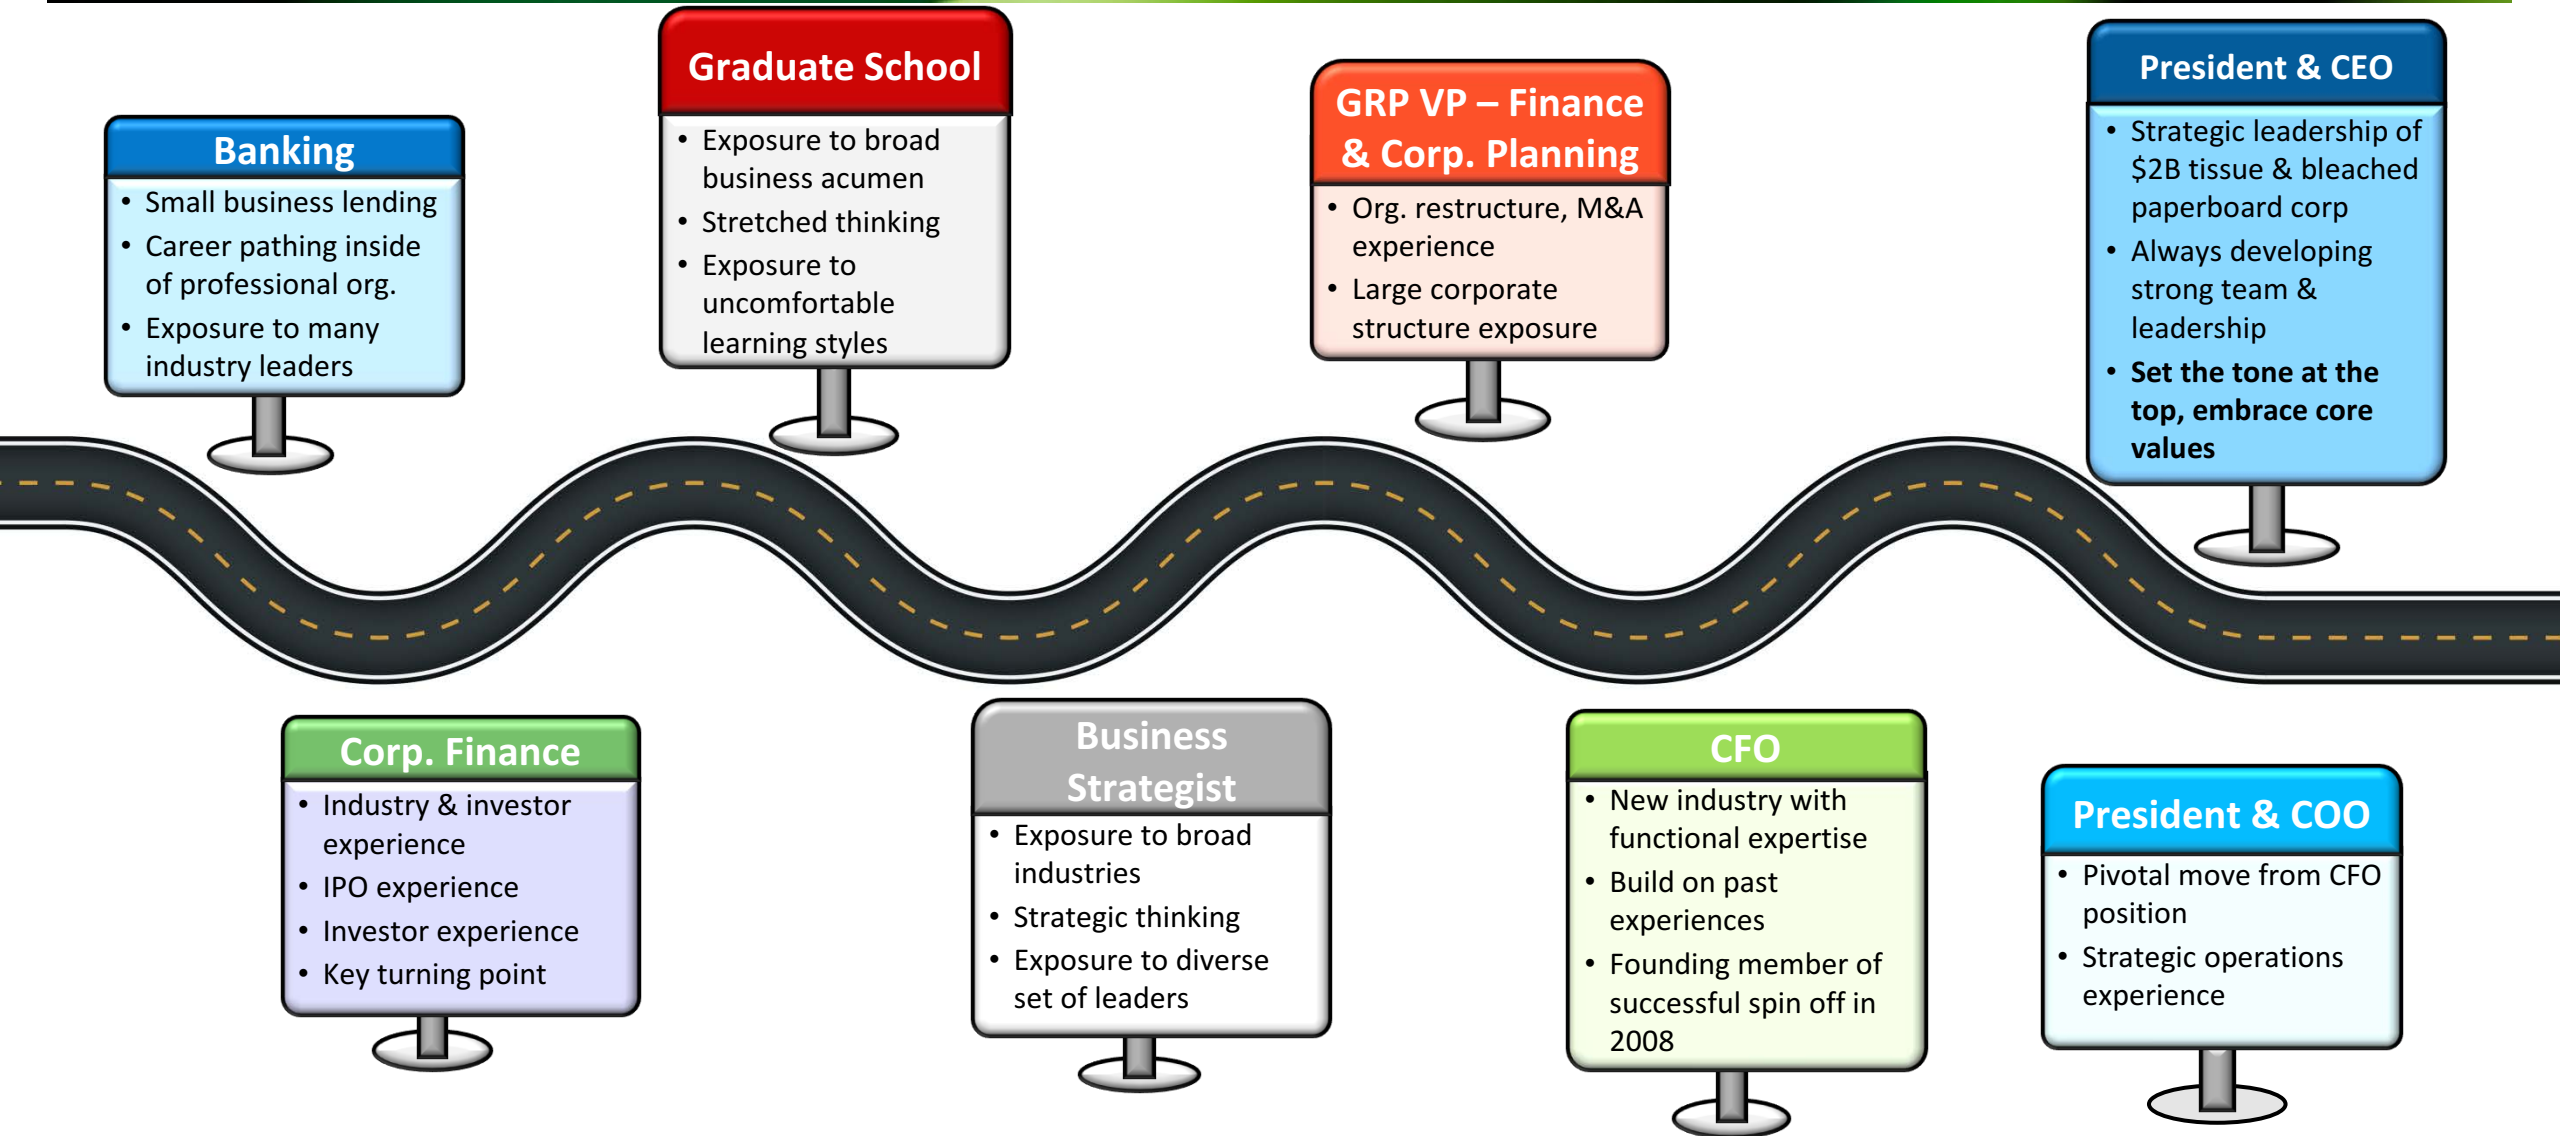 Banking
• Small business lending
• Career pathing inside
of professional org.
• Exposure to many
industry leaders
Corp. Finance
• Industry & investor
experience
• IPO experience
• Investor experience
• Key turning point
Graduate School
• Exposure to broad
business acumen
• Stretched thinking
• Exposure to
uncomfortable
learning styles
Business
Strategist
• Exposure to broad
industries
• Strategic thinking
• Exposure to diverse
set of leaders
GRP VP – Finance
& Corp. Planning
• Org. restructure, M&A
experience
• Large corporate
structure exposure
CFO
• New industry with
functional expertise
• Build on past
experiences
• Founding member of
successful spin off in
2008
President & COO
• Pivotal move from CFO
position
• Strategic operations
experience
President & CEO
• Strategic leadership of
$2B tissue & bleached
paperboard corp
• Always developing
strong team &
leadership
• Set the tone at the
top, embrace core
values